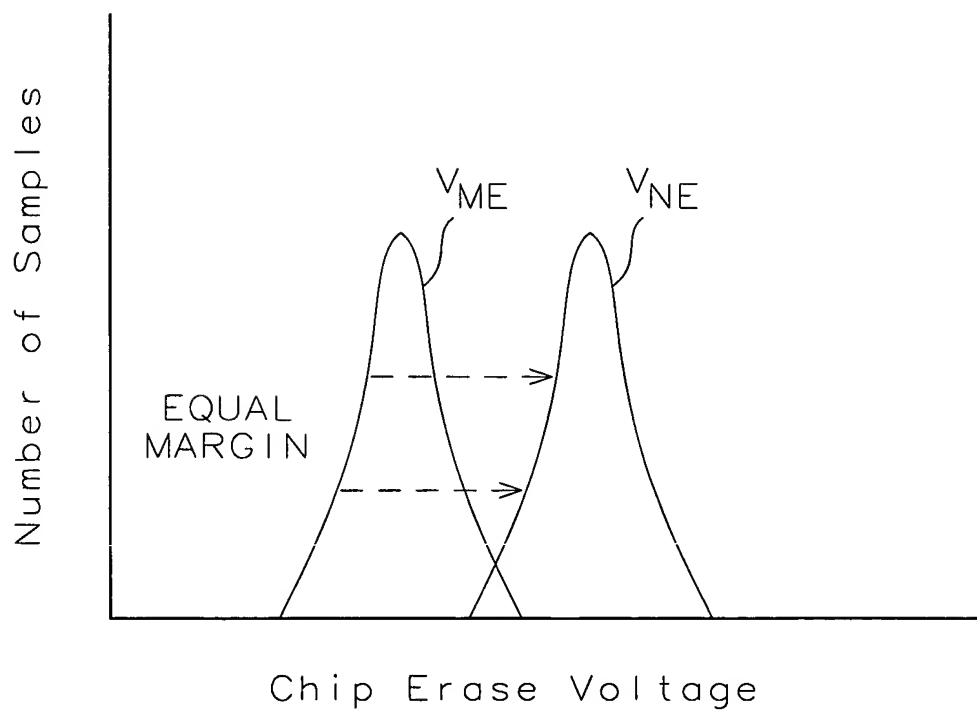 Number of Samples
V_ME
V_NE
EQUAL
MARGIN
Chip Erase Voltage